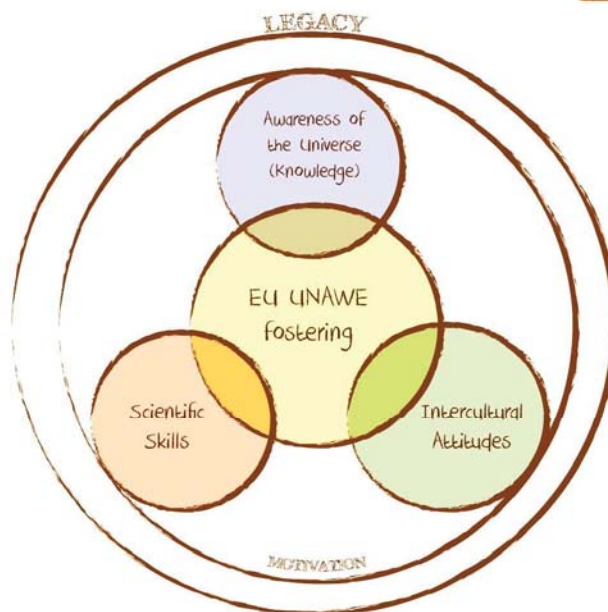 LEGACY
Awareness of
the Universe
(Knowledge)
EU UNAWE
fostering
Scientific
Skills
Intercultural
Attitudes
MOTIVATION